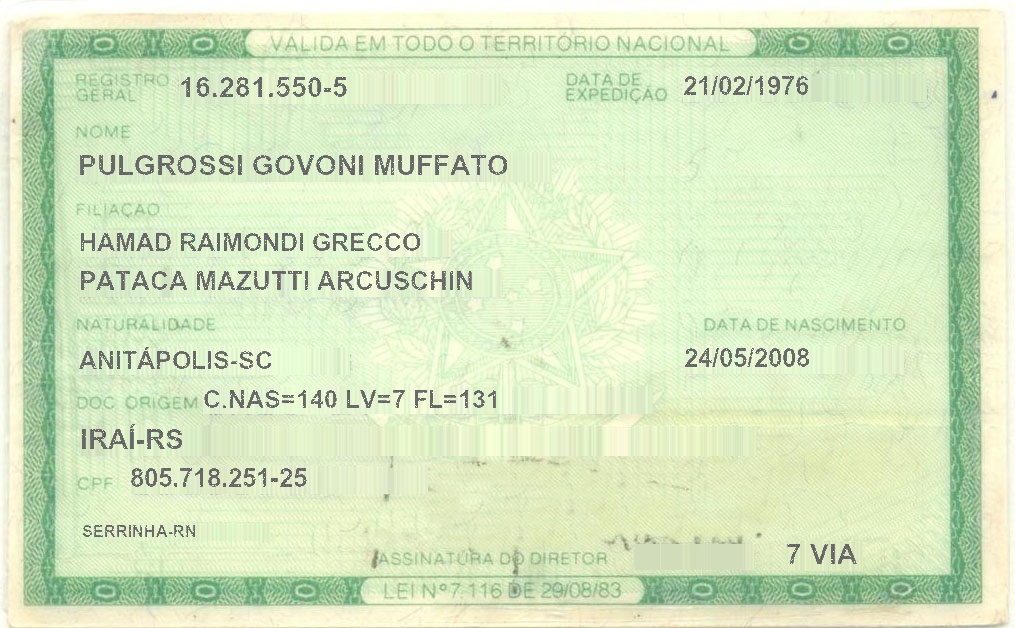 VÁLIDA EM TODO O TERRITÓRIO NACIONAL
REGISTRO GERAL 16.281.550-5 DATA DE EXPEDIÇÃO 21/02/1976
NOME
PULGROSSI GOVONI MUFFATO
FILIAÇÃO
HAMAD RAIMONDI GRECCO
PATACA MAZUTTI ARCUSCHIN
NATURALIDADE DATA DE NASCIMENTO
ANITÁPOLIS-SC 24/05/2008
DOC ORIGEM C.NAS=140 LV=7 FL=131
IRAÍ-RS
CPF 805.718.251-25
SERRINHA-RN
ASSINATURA DO DIRETOR 7 VIA
LEI Nº 7.116 DE 29/08/83